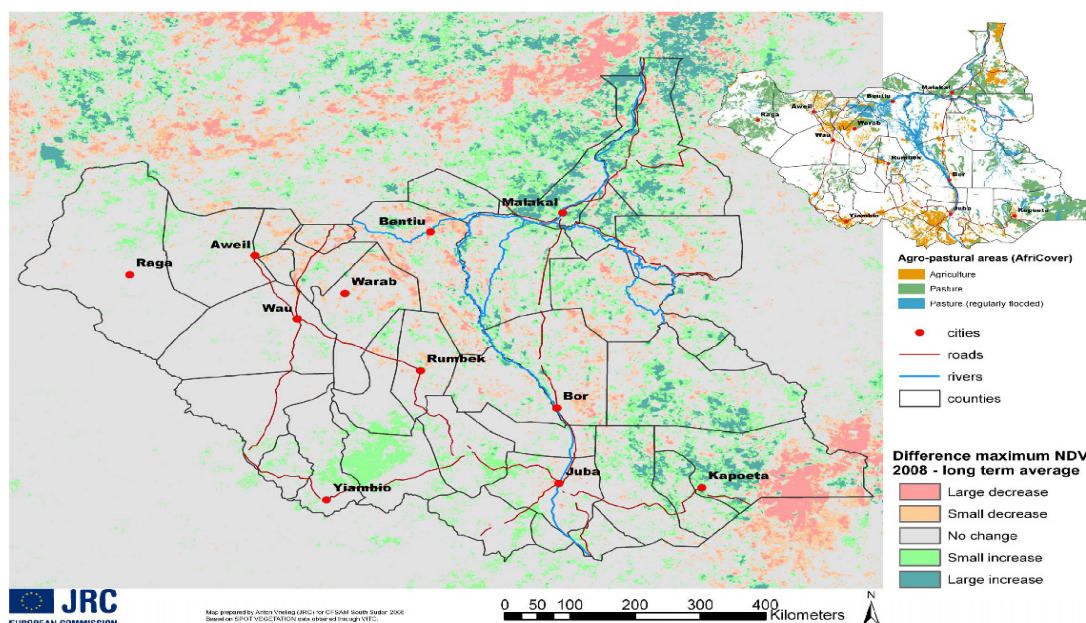 Malakal
Bentiu
Aweil
Raga
Warab
Wau
Rumbek
Bor
Juba
Kapoeta
Yiambio
Malakal
Bentiu
Aweil
Raga
Warab
Wau
Rumbek
Bor
Juba
Kapoeta
Yiambio
Agro-pastural areas (AfriCover)
Agriculture
Pasture
Pasture (regularly flooded)
cities
roads
rivers
counties
Difference maximum NDV
2008 - long term average
Large decrease
Small decrease
No change
Small increase
Large increase
JRC
EUROPEAN COMMISSION
Map prepared by Anton Vrieling (JRC) for CFSAM South Sudan 2008
Based on SPOT VEGETATION data obtained through VITO.
0 50 100 200 300 400
Kilometers
N